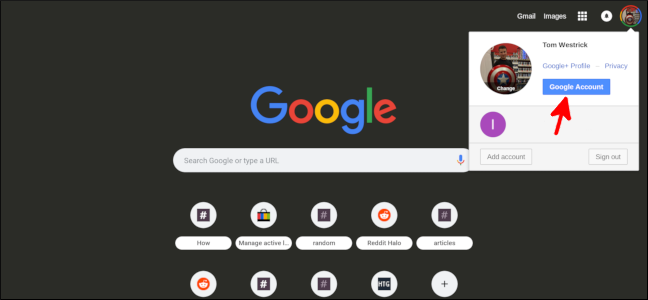 Gmail Images
Tom Westrick
Google+ Profile - Privacy
Change
Google Account
I
Add account Sign out
Google
Search Google or type a URL
# # #
How Manage active l... random Reddit Halo articles
# # HTG +